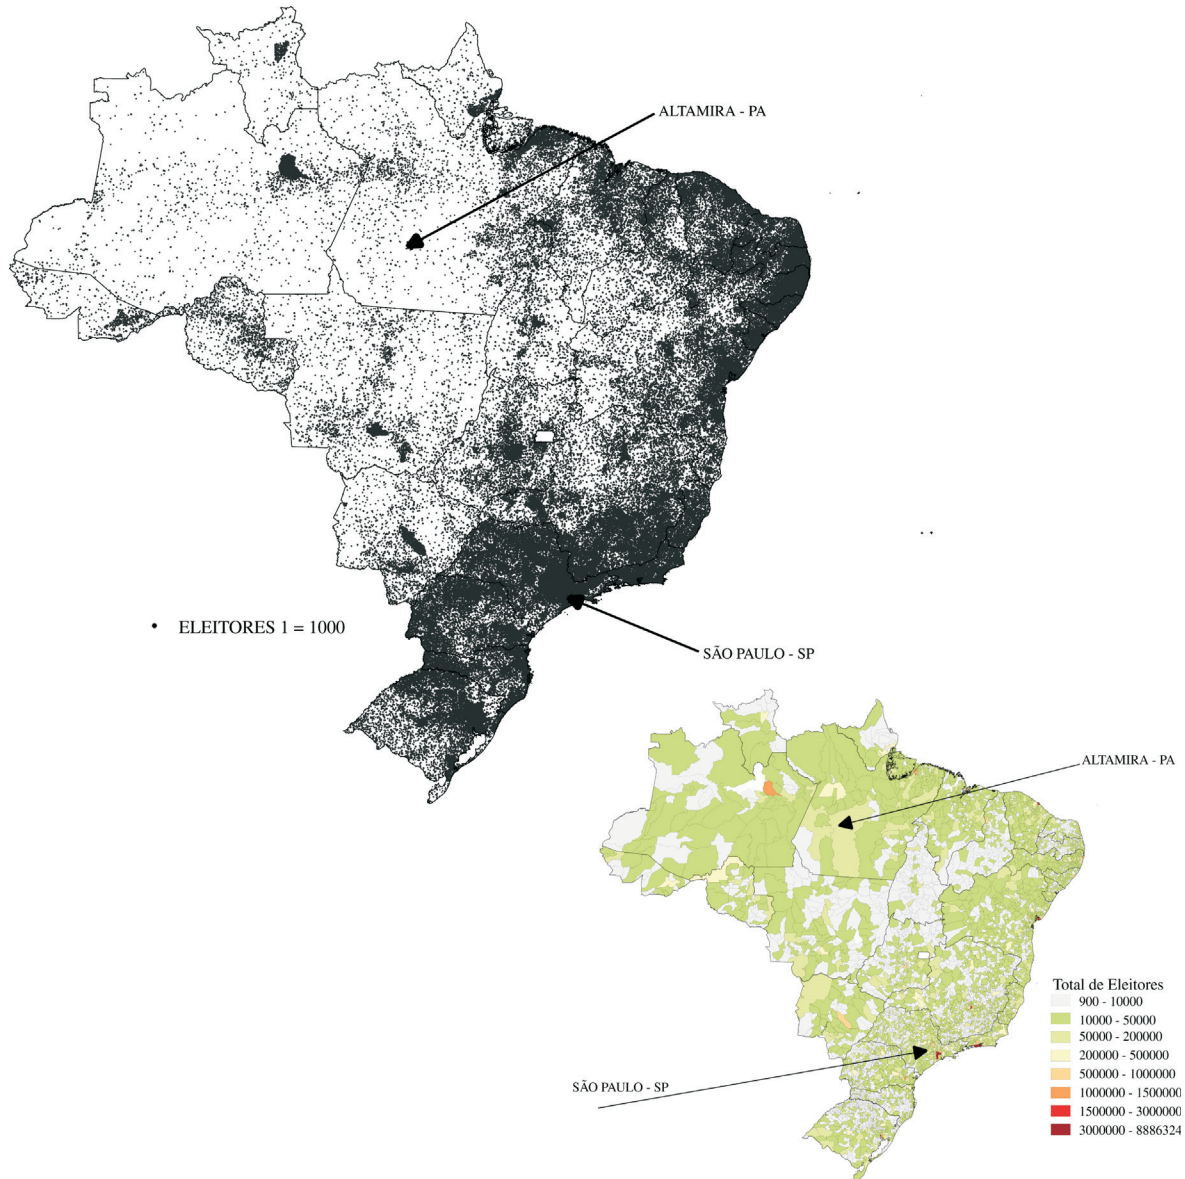 ALTAMIRA - PA
ELEITORES 1 = 1000
SÃO PAULO - SP
ALTAMIRA - PA
Total de Eleitores
900 - 10000
10000 - 50000
50000 - 200000
200000 - 500000
500000 - 1000000
1000000 - 1500000
1500000 - 3000000
3000000 - 8886324
SÃO PAULO - SP